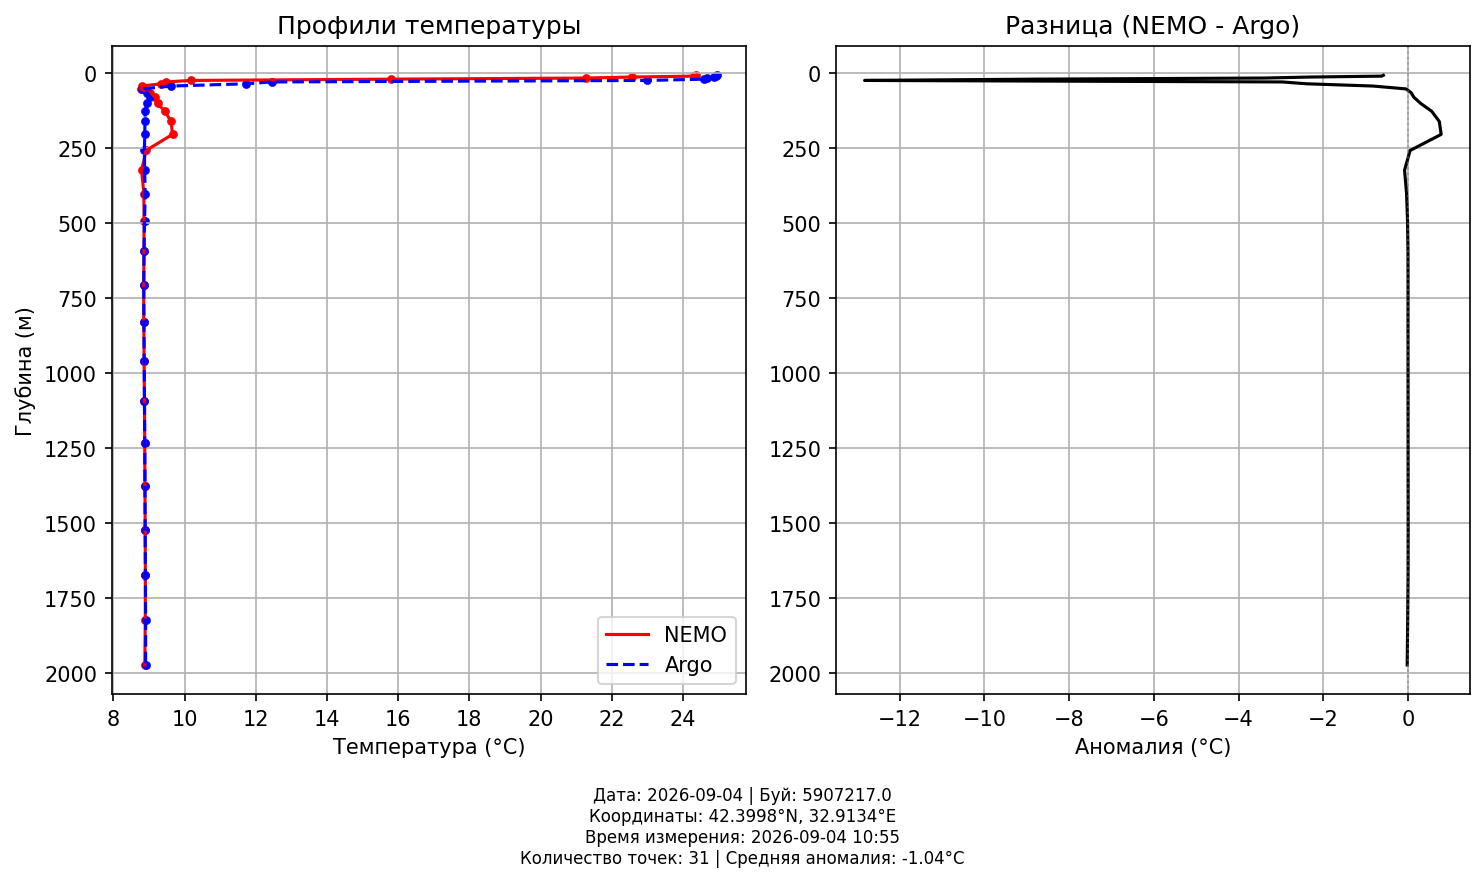 Профили температуры
0
250
500
750
1000
1250
1500
1750
2000
Глубина (м)
8 10 12 14 16 18 20 22 24
Температура (°C)
NEMO
Argo
Разница (NEMO - Argo)
0
250
500
750
1000
1250
1500
1750
2000
−12 −10 −8 −6 −4 −2 0
Аномалия (°C)
Дата: 2026-09-04 | Буй: 5907217.0
Координаты: 42.3998°N, 32.9134°E
Время измерения: 2026-09-04 10:55
Количество точек: 31 | Средняя аномалия: -1.04°C